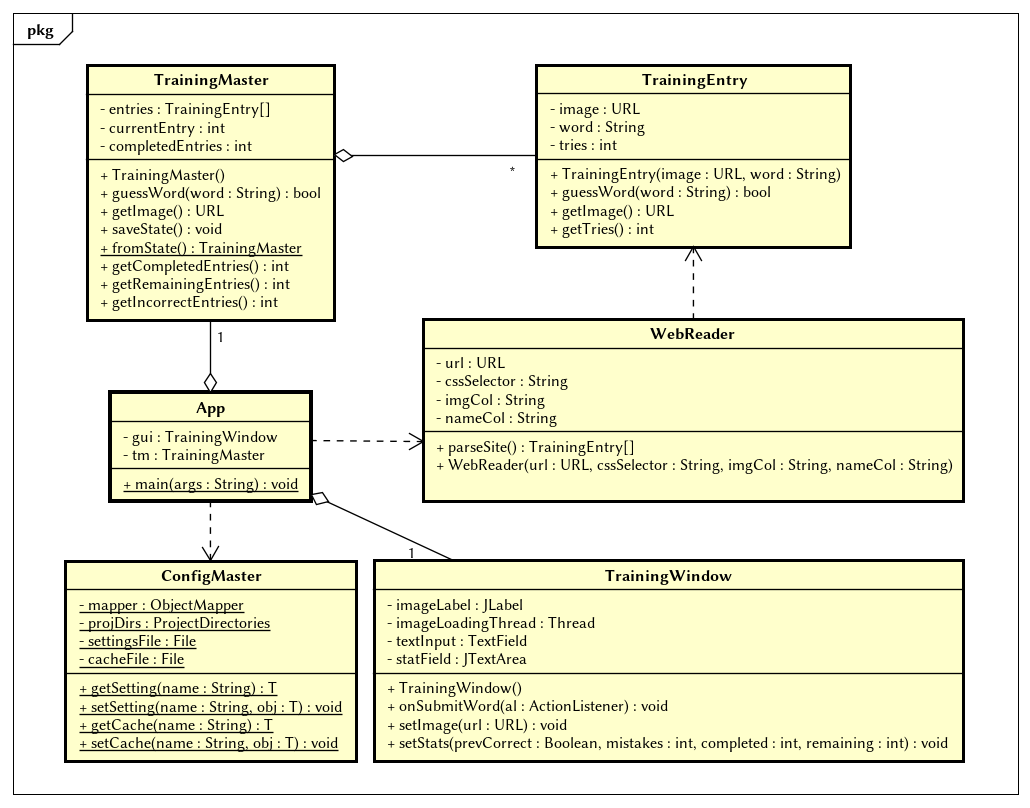 pkg
TrainingMaster
- entries : TrainingEntry[]
- currentEntry : int
- completedEntries : int
+ TrainingMaster()
+ guessWord(word : String) : bool
+ getImage() : URL
+ saveState() : void
+ fromState() : TrainingMaster
+ getCompletedEntries() : int
+ getRemainingEntries() : int
+ getIncorrectEntries() : int
TrainingEntry
- image : URL
- word : String
- tries : int
+ TrainingEntry(image : URL, word : String)
+ guessWord(word : String) : bool
+ getImage() : URL
+ getTries() : int
*
1
WebReader
- url : URL
- cssSelector : String
- imgCol : String
- nameCol : String
+ parseSite() : TrainingEntry[]
+ WebReader(url : URL, cssSelector : String, imgCol : String, nameCol : String)
App
- gui : TrainingWindow
- tm : TrainingMaster
+ main(args : String) : void
1
ConfigMaster
- mapper : ObjectMapper
- projDirs : ProjectDirectories
- settingsFile : File
- cacheFile : File
+ getSetting(name : String) : T
+ setSetting(name : String, obj : T) : void
+ getCache(name : String) : T
+ setCache(name : String, obj : T) : void
TrainingWindow
- imageLabel : JLabel
- imageLoadingThread : Thread
- textInput : TextField
- statField : JTextArea
+ TrainingWindow()
+ onSubmitWord(al : ActionListener) : void
+ setImage(url : URL) : void
+ setStats(prevCorrect : Boolean, mistakes : int, completed : int, remaining : int) : void